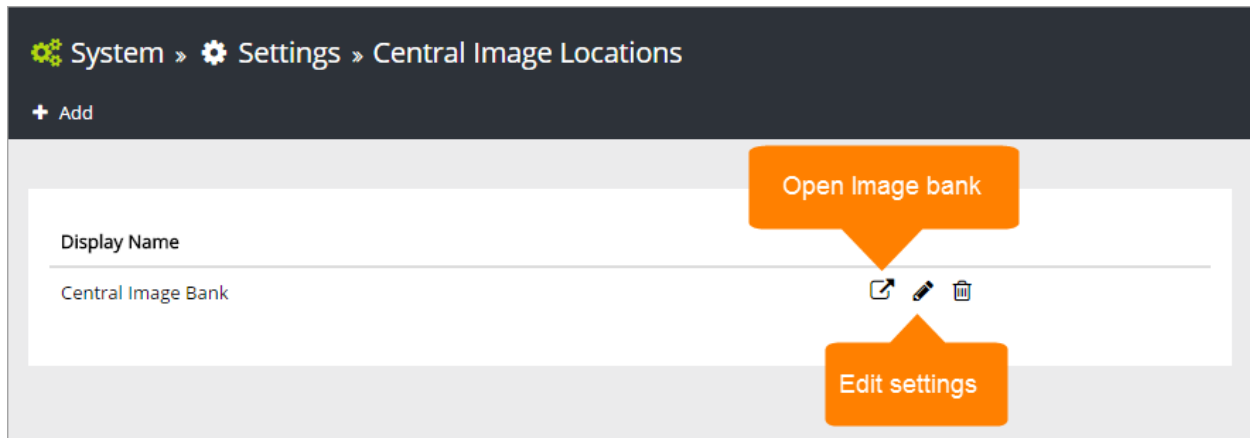 System » Settings » Central Image Locations
+ Add
Open Image bank
Display Name
Central Image Bank
Edit settings